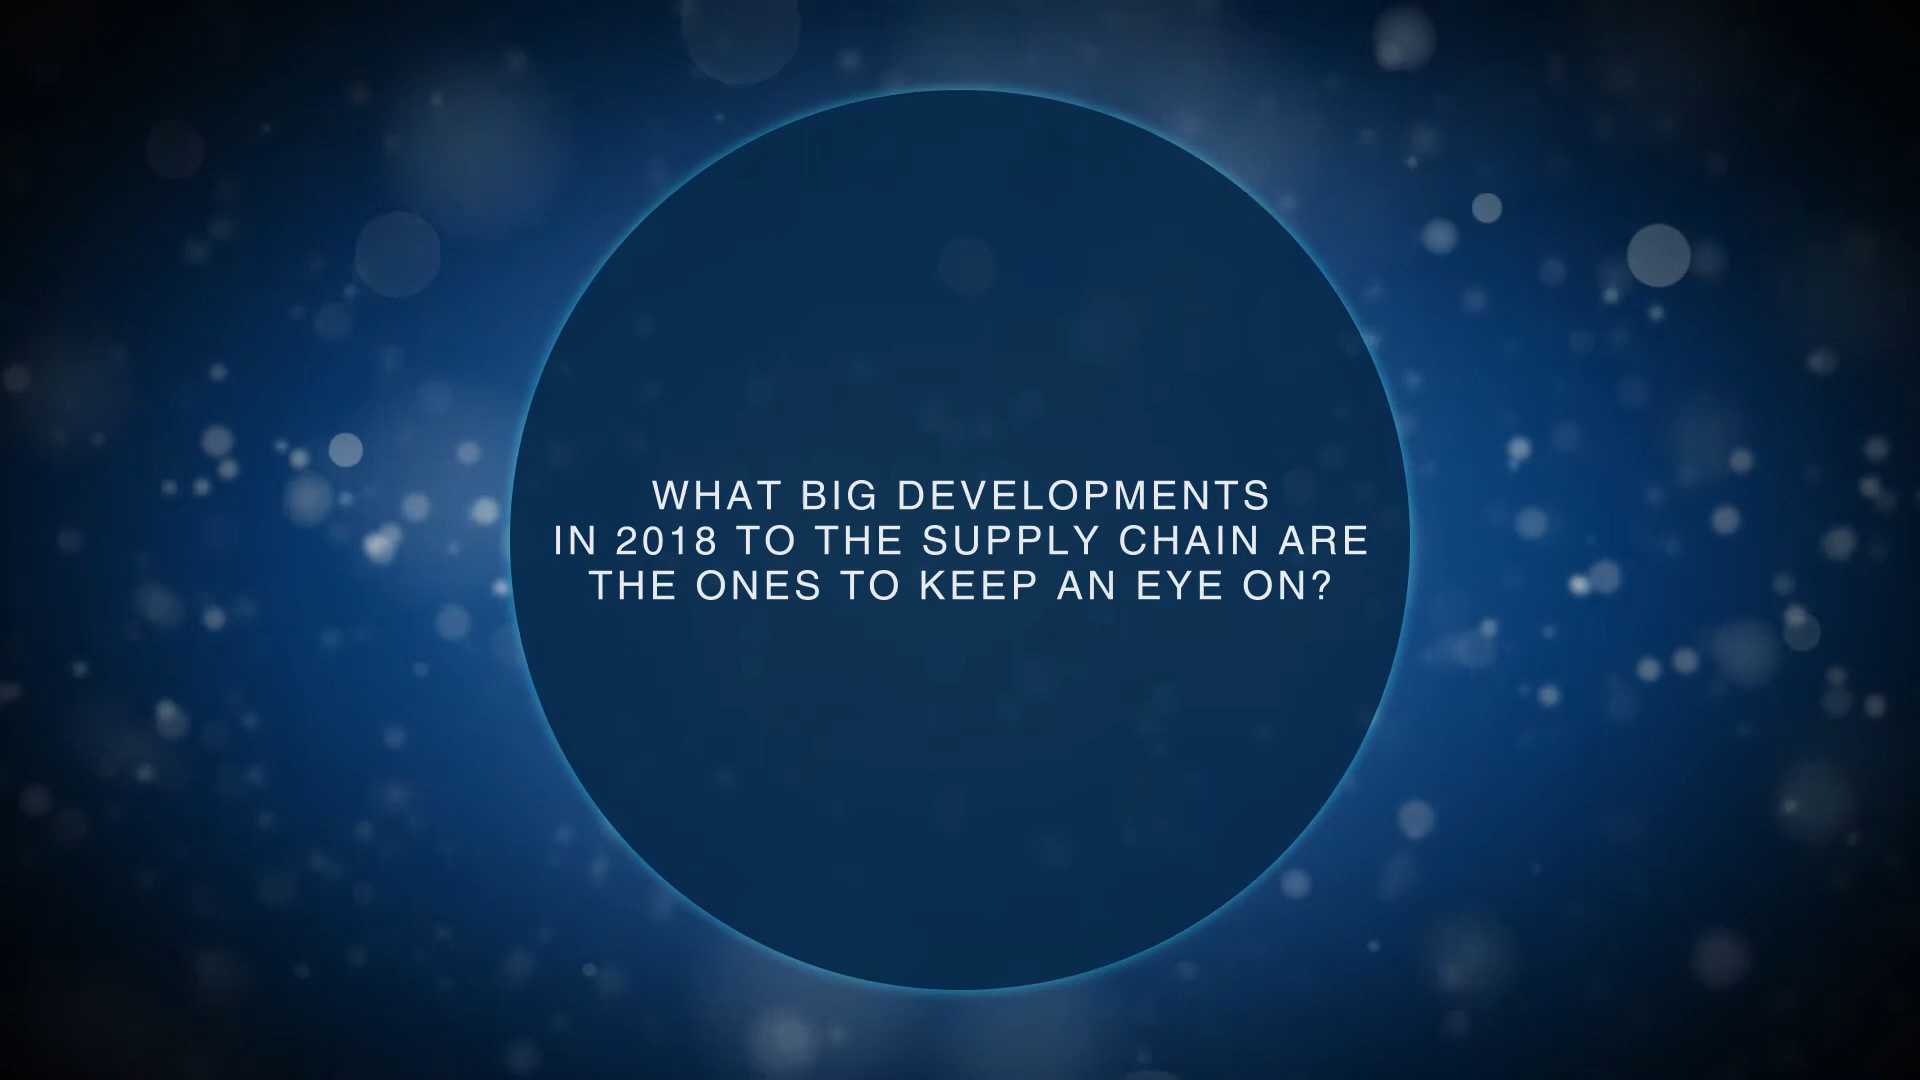 WHAT BIG DEVELOPMENTS
IN 2018 TO THE SUPPLY CHAIN ARE
THE ONES TO KEEP AN EYE ON?